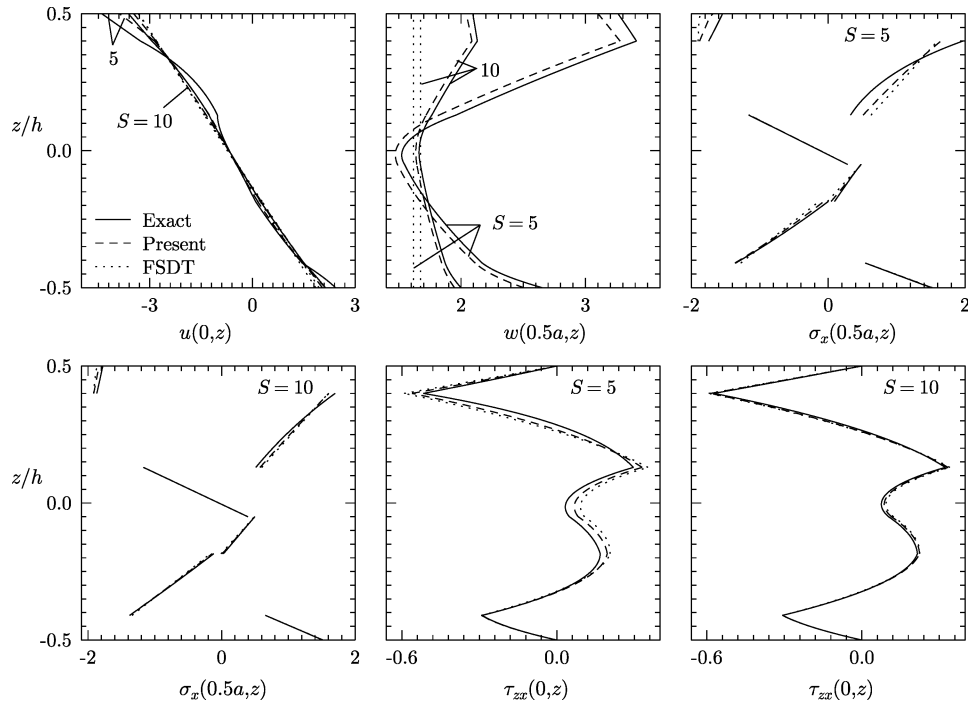 0.5
0.0
-0.5
z/h
-3
0
3
u(0,z)
5
S = 10
Exact
Present
FSDT
2
3
w(0.5a,z)
10
S = 5
-2
0
2
σx(0.5a,z)
S = 5
0.5
0.0
-0.5
z/h
-2
0
2
σx(0.5a,z)
S = 10
-0.6
0.0
τzx(0,z)
S = 5
-0.6
0.0
τzx(0,z)
S = 10